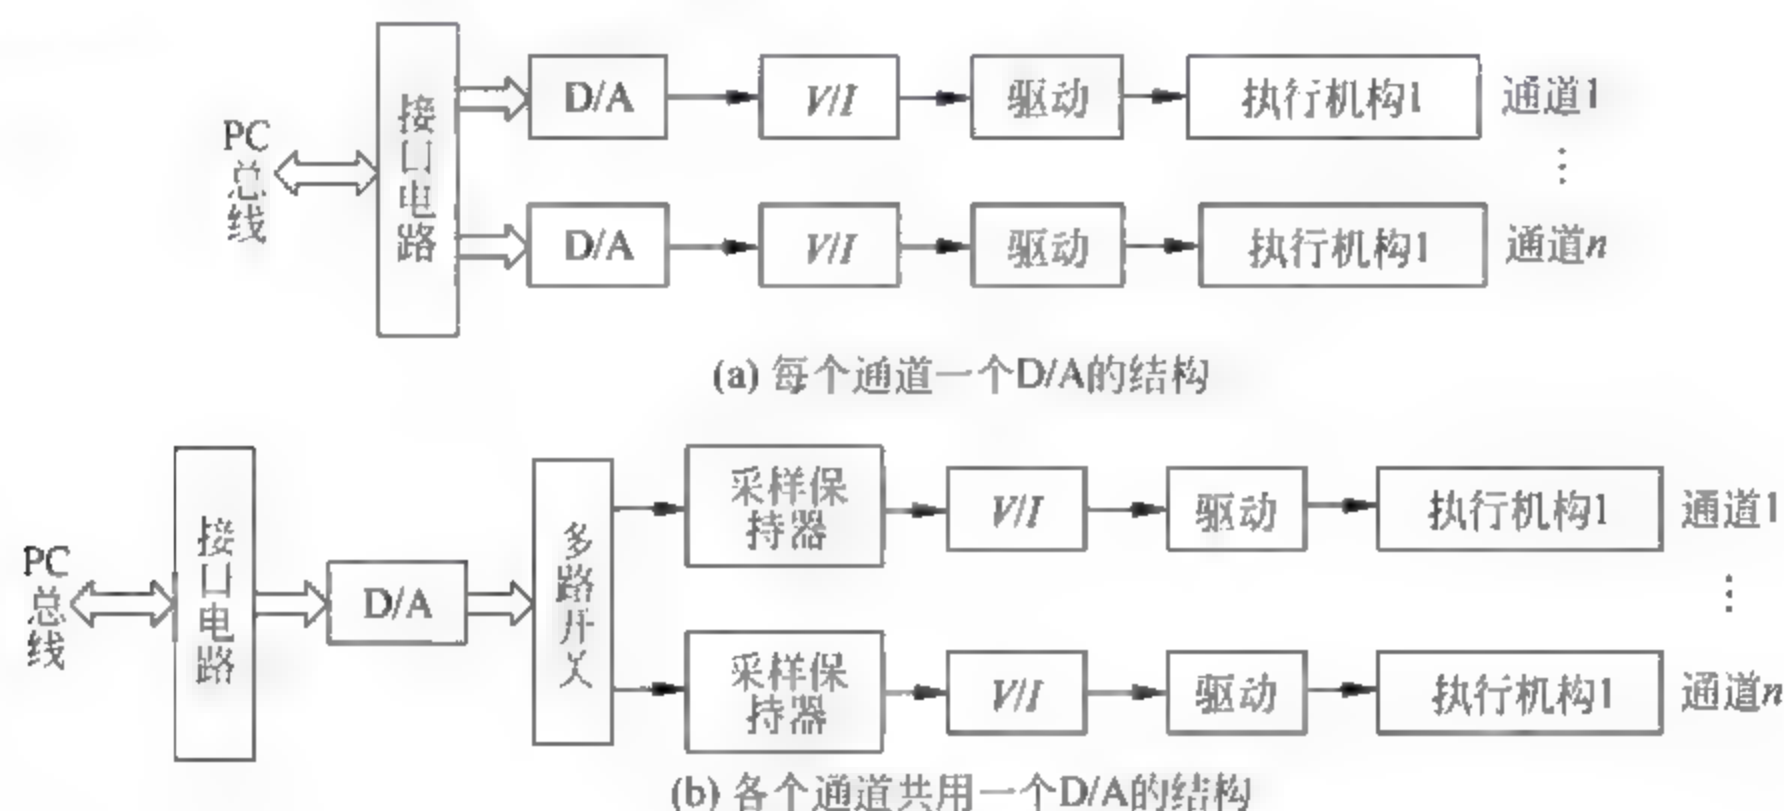 PC总线
接口电路
D/A
V/I
驱动
执行机构1
通道1
⋮
D/A
V/I
驱动
执行机构1
通道n
(a) 每个通道一个D/A的结构
PC总线
接口电路
D/A
多路开关
采样保持器
V/I
驱动
执行机构1
通道1
⋮
采样保持器
V/I
驱动
执行机构1
通道n
(b) 各个通道共用一个D/A的结构